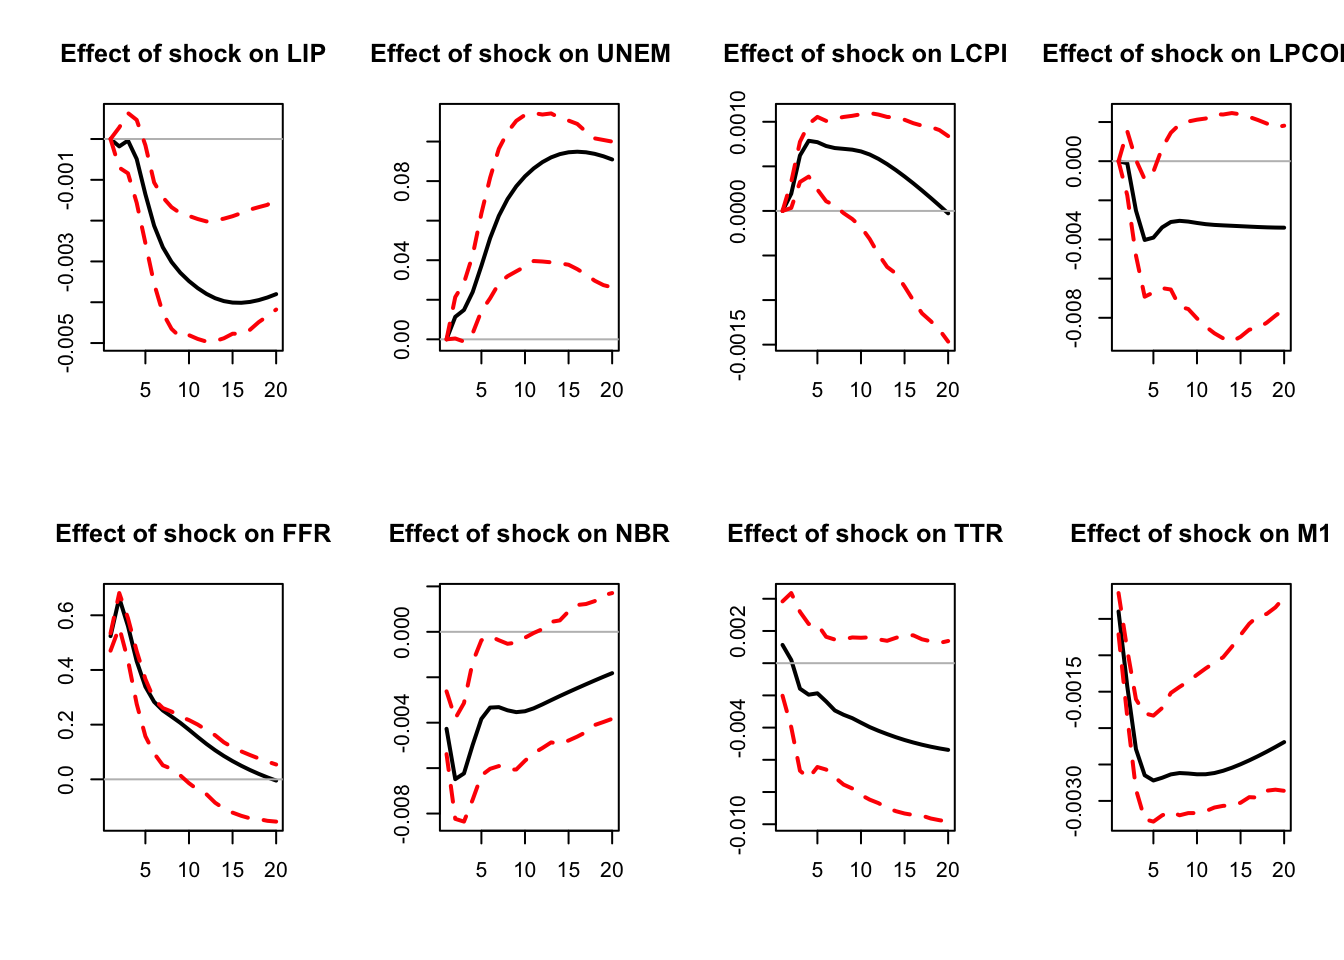 Effect of shock on LIP
Effect of shock on UNEM
Effect of shock on LCPI
Effect of shock on LPCO
-0.001
-0.003
-0.005
5 10 15 20
0.08
0.04
0.00
5 10 15 20
0.0010
0.0000
-0.0015
5 10 15 20
0.000
-0.004
-0.008
5 10 15 20
Effect of shock on FFR
Effect of shock on NBR
Effect of shock on TTR
Effect of shock on M1
0.6
0.4
0.2
0.0
5 10 15 20
0.000
-0.004
-0.008
5 10 15 20
0.002
-0.004
-0.010
5 10 15 20
-0.0015
-0.0030
5 10 15 20